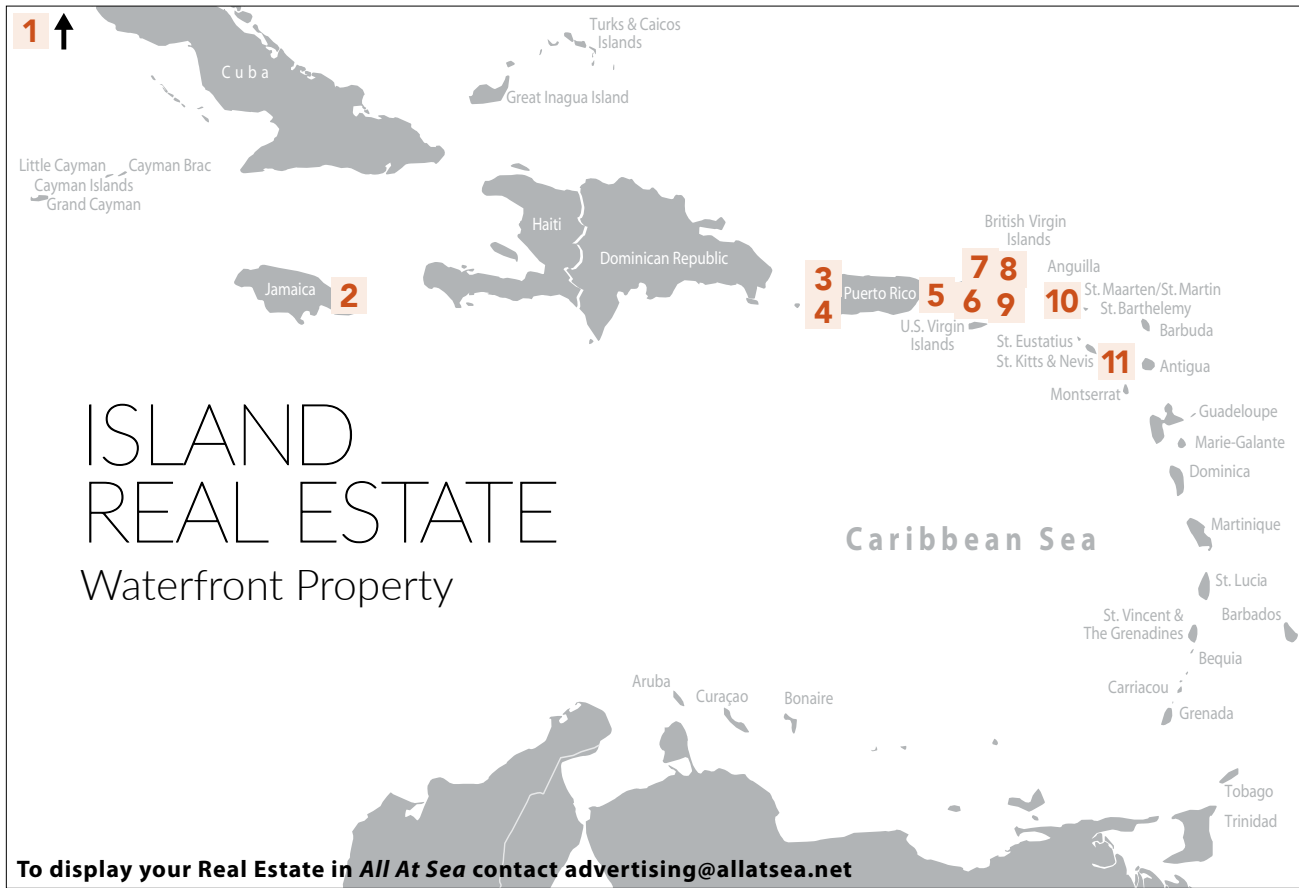 1
Turks & Caicos
Islands
Cuba
Great Inagua Island
Little Cayman
Cayman Brac
Cayman Islands
Grand Cayman
Haiti
Dominican Republic
British Virgin
Islands
Jamaica
2
3
4
Puerto Rico
5
6
7
8
9
U.S. Virgin
Islands
Anguilla
10
St. Maarten/St. Martin
St. Barthelemy
Barbuda
St. Eustatius
St. Kitts & Nevis
11
Antigua
Montserrat
Guadeloupe
Marie-Galante
Dominica
ISLAND
REAL ESTATE
Waterfront Property
Caribbean Sea
Martinique
St. Lucia
St. Vincent &
The Grenadines
Barbados
Bequia
Carriacou
Grenada
Aruba
Curaçao
Bonaire
Tobago
Trinidad
To display your Real Estate in All At Sea contact advertising@allatsea.net